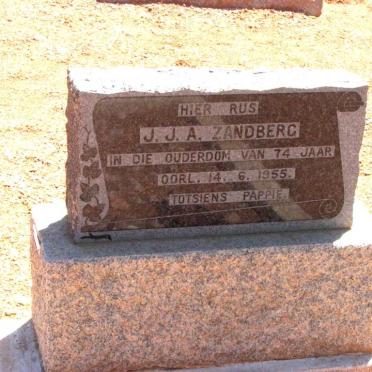 HIER RUS
J. J. A. ZANDBERG
IN DIE OUDERDOM VAN 74 JAAR
OORL. 14. 6. 1955.
TOTSIENS PAPPIE.